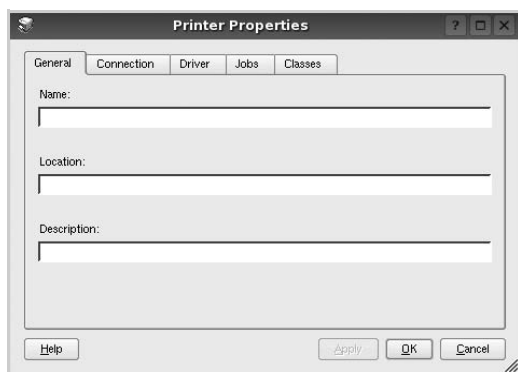 Printer Properties
General Connection Driver Jobs Classes
Name:
Location:
Description:
Help Apply OK Cancel